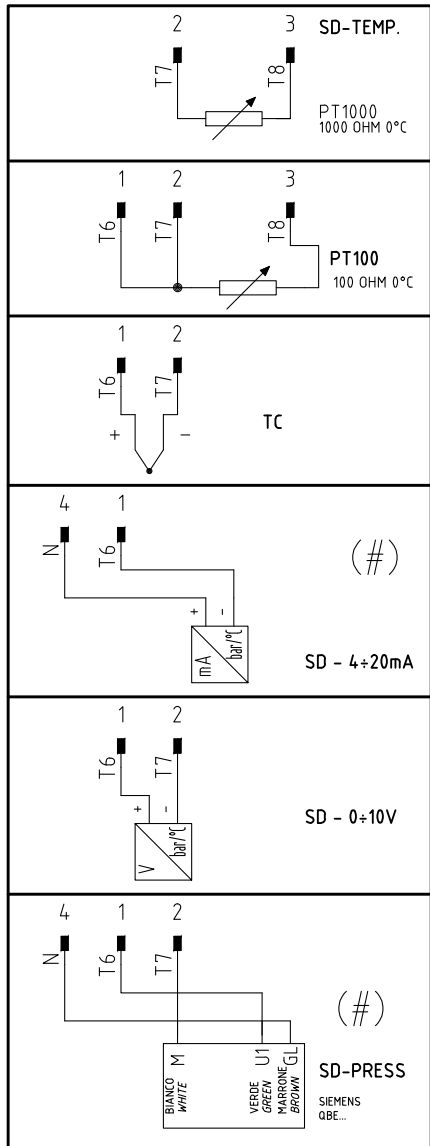 2 3 SD-TEMP.
T7 T8
PT1000
1000 OHM 0°C
1 2 3
T6 T7 T8
PT100
100 OHM 0°C
1 2
T6 T7
+ -
TC
4 1
N T6
(#)
+ -
mA bar/°C
SD - 4÷20mA
1 2
T6 T7
+ -
V bar/°C
SD - 0÷10V
4 1 2
N T6 T7
(#)
M U1 GL
BIANCO VERDE MARRONE
WHITE GREEN BROWN
SD-PRESS
SIEMENS
QBE...